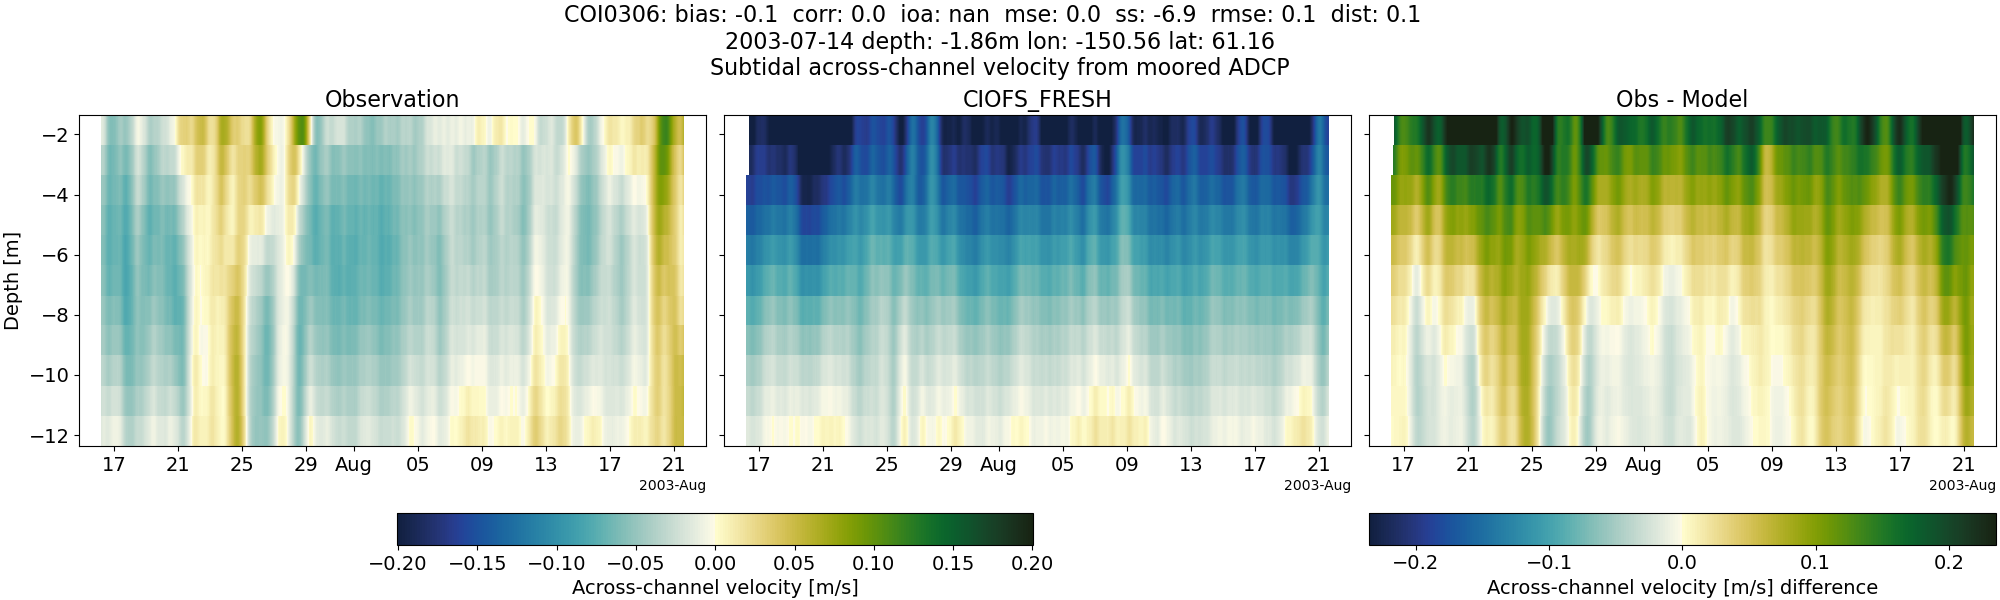 COI0306: bias: -0.1  corr: 0.0  ioa: nan  mse: 0.0  ss: -6.9  rmse: 0.1  dist: 0.1
2003-07-14 depth: -1.86m lon: -150.56 lat: 61.16
Subtidal across-channel velocity from moored ADCP
Observation
CIOFS_FRESH
Obs - Model
Depth [m]
−2
−4
−6
−8
−10
−12
17 21 25 29 Aug 05 09 13 17 21
2003-Aug
17 21 25 29 Aug 05 09 13 17 21
2003-Aug
17 21 25 29 Aug 05 09 13 17 21
2003-Aug
−0.20 −0.15 −0.10 −0.05 0.00 0.05 0.10 0.15 0.20
Across-channel velocity [m/s]
−0.2 −0.1 0.0 0.1 0.2
Across-channel velocity [m/s] difference